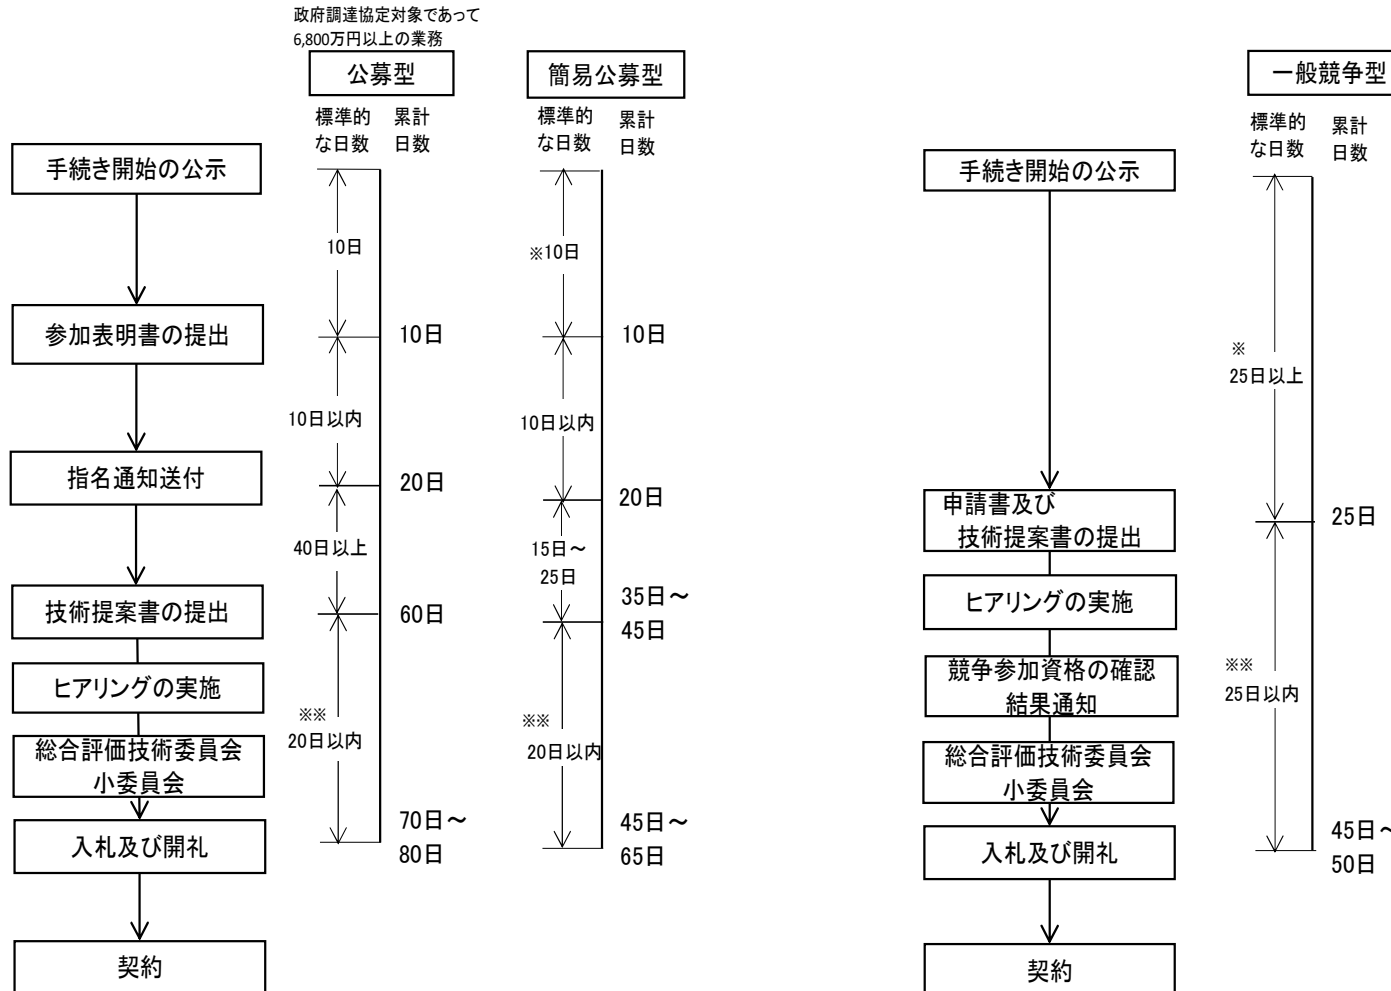 政府調達協定対象であって
6,800万円以上の業務
公募型
標準的
な日数
累計
日数
簡易公募型
標準的
な日数
累計
日数
手続き開始の公示
10日
※10日
参加表明書の提出
10日
10日
10日以内
10日以内
指名通知送付
20日
20日
40日以上
15日～
25日
技術提案書の提出
60日
35日～
45日
ヒアリングの実施
※※
20日以内
※※
20日以内
総合評価技術委員会
小委員会
入札及び開礼
70日～
80日
45日～
65日
契約
一般競争型
標準的
な日数
累計
日数
手続き開始の公示
※
25日以上
申請書及び
技術提案書の提出
25日
ヒアリングの実施
競争参加資格の確認
結果通知
※※
25日以内
総合評価技術委員会
小委員会
入札及び開礼
45日～
50日
契約